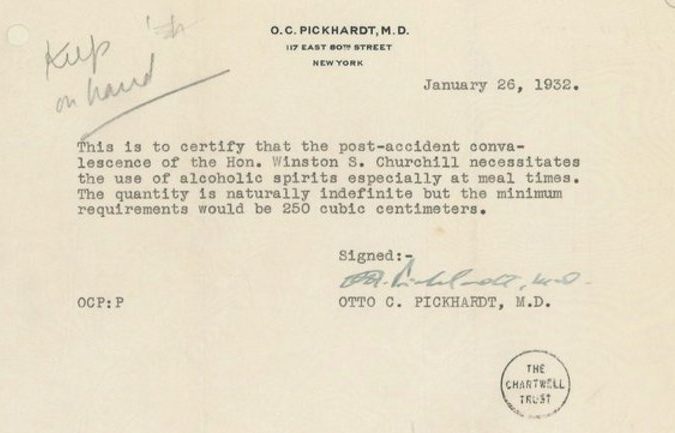 O. C. PICKHARDT, M. D.
117 EAST 80TH STREET
NEW YORK
Keep
on hand
January 26, 1932.
This is to certify that the post-accident conva-
lescence of the Hon. Winston S. Churchill necessitates
the use of alcoholic spirits especially at meal times.
The quantity is naturally indefinite but the minimum
requirements would be 250 cubic centimeters.
Signed:-
Pickhardt, M.D.
OCP:P OTTO C. PICKHARDT, M.D.
THE
CHARTWELL
TRUST